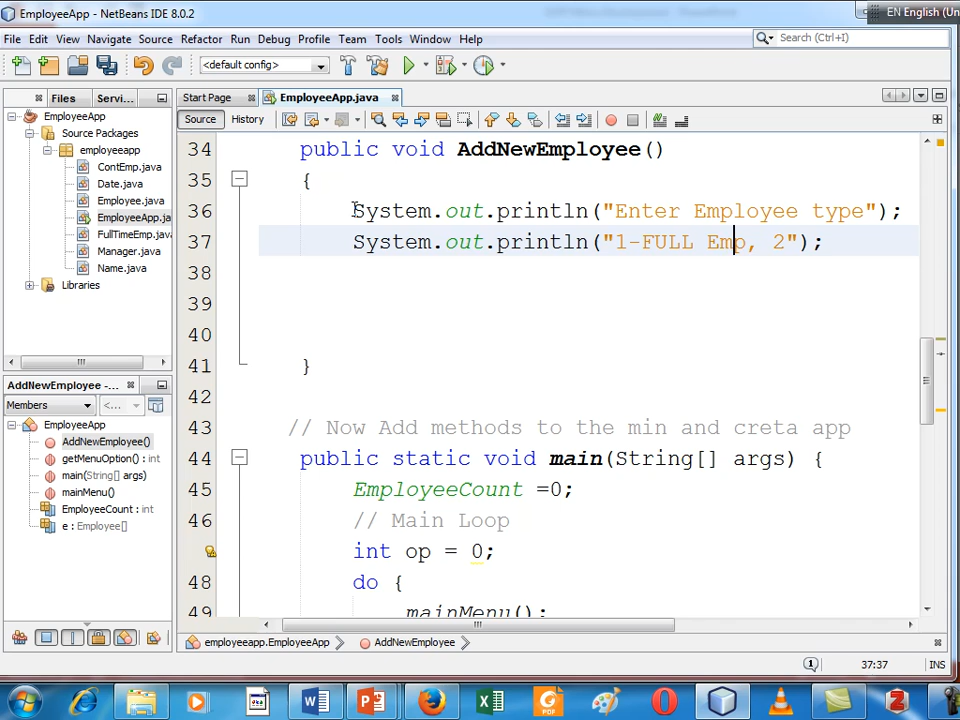 EmployeeApp - NetBeans IDE 8.0.2
EN English (Un
File Edit View Navigate Source Refactor Run Debug Profile Team Tools Window Help
Search (Ctrl+I)
<default config>
Files Servi...
Start Page EmployeeApp.java
Source History
EmployeeApp
Source Packages
employeeapp
ContEmp.java
Date.java
Employee.java
EmployeeApp.ja
FullTimeEmp.java
Manager.java
Name.java
Libraries
34 public void AddNewEmployee()
35 {
36 System.out.println("Enter Employee type");
37 System.out.println("1-FULL Emp, 2");
38
39
40
41 }
42
43 // Now Add methods to the min and creta app
44 public static void main(String[] args) {
45 EmployeeCount =0;
46 // Main Loop
int op = 0;
48 do {
49 mainMenu();
AddNewEmployee -...
Members <...
EmployeeApp
AddNewEmployee()
getMenuOption() : int
main(String[] args)
mainMenu()
EmployeeCount : int
e : Employee[]
employeeapp.EmployeeApp AddNewEmployee
1 37:37 INS